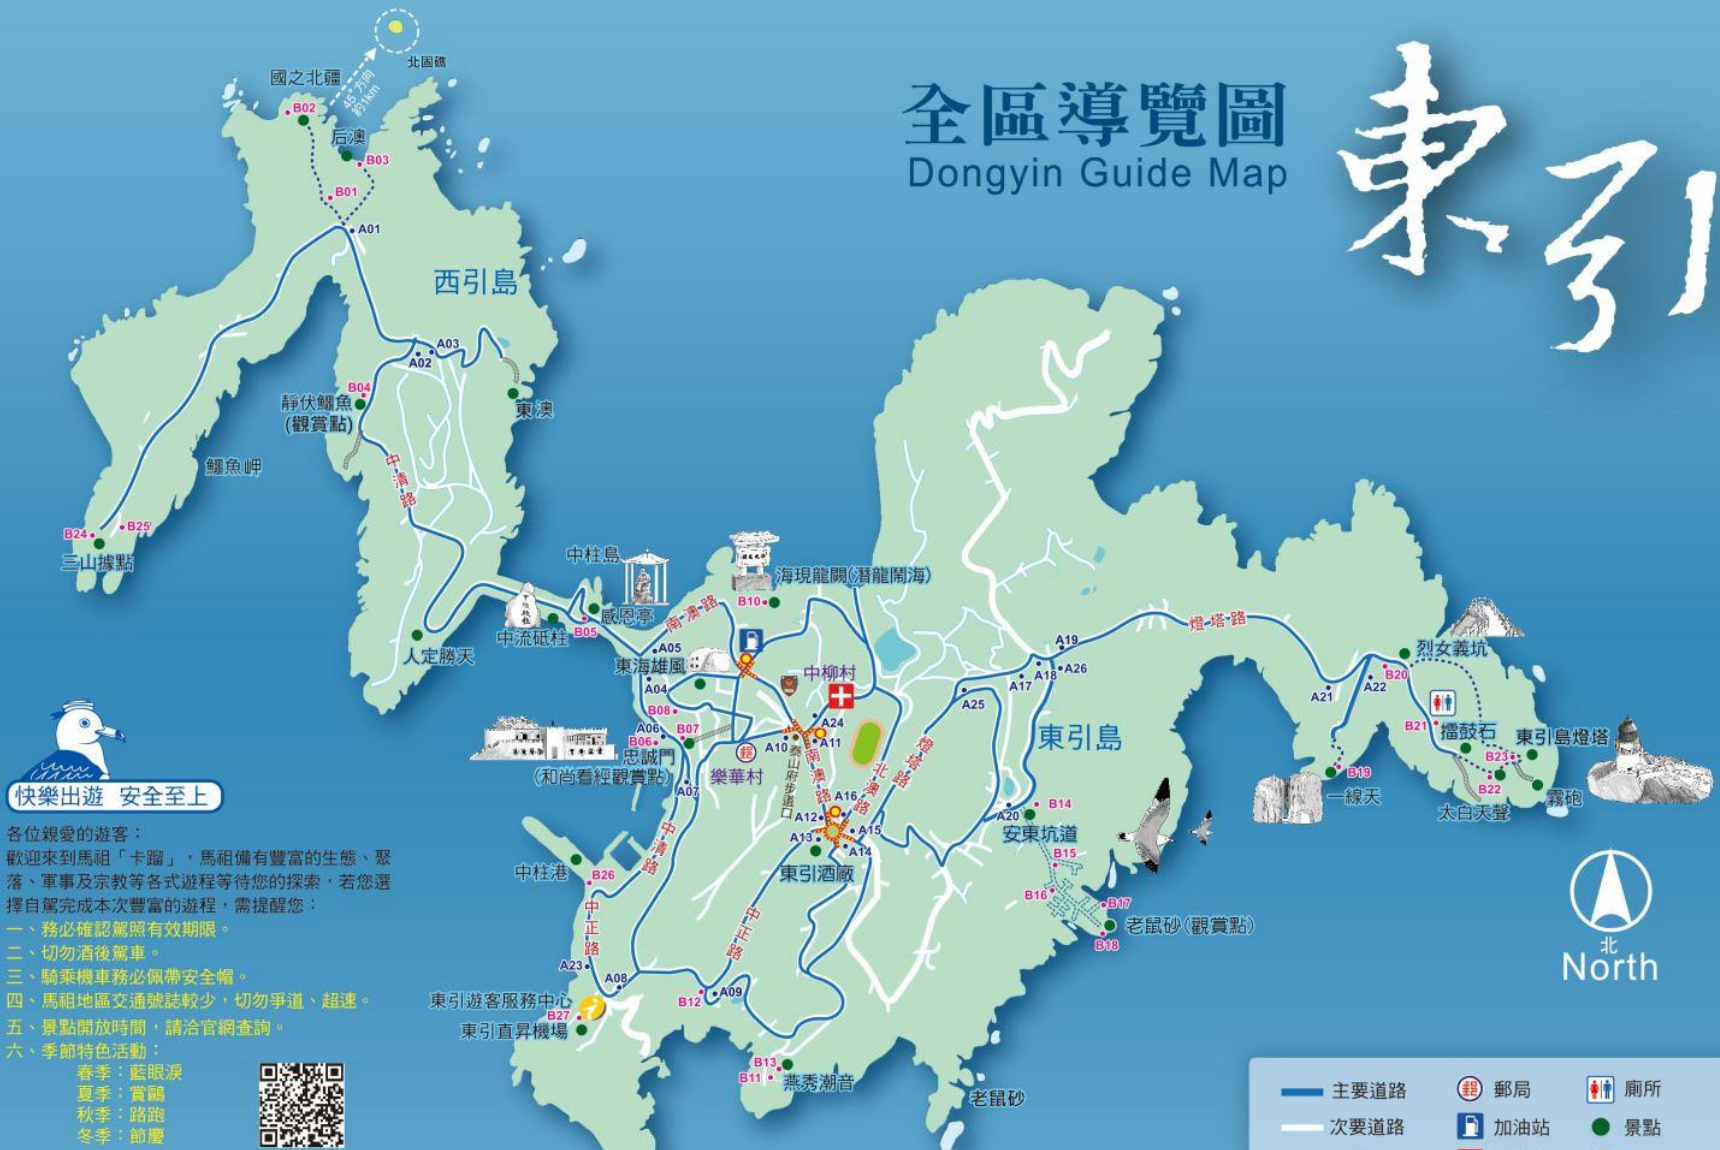 全區導覽圖
Dongyin Guide Map
東引
北固礁
45°方向
約1km
國之北疆
B02
后澳
B03
B01
A01
西引島
A03
A02
B04
靜伏鱷魚
(觀賞點)
東澳
鱷魚岬
中清路
B24
B25
三山據點
人定勝天
中流砥柱
中柱島
感恩亭
B05
南澳路
B10
海現龍闕(潛龍鬧海)
A05
東海雄風
A04
中柳村
B08
A06
B07
B06
忠誠門
(和尚看經觀賞點)
A07
樂華村
郵
A10
A24
A11
泰山府步道口
南澳路
北澳路
燈塔路
A25
A17
A18
A19
A26
燈塔路
東引島
A21
A22
B20
烈女義坑
B21
擂鼓石
東引島燈塔
B23
B22
霧砲
太白天聲
B19
一線天
A16
A12
A13
A15
A14
東引酒廠
A20
B14
安東坑道
B15
B16
B17
B18
老鼠砂(觀賞點)
中柱港
B26
中清路
中正路
中正路
A23
A08
B12
A09
東引遊客服務中心
B27
東引直昇機場
B13
B11
燕秀潮音
老鼠砂
北
North
快樂出遊 安全至上
各位親愛的遊客：
歡迎來到馬祖「卡蹓」，馬祖備有豐富的生態、聚
落、軍事及宗教等各式遊程等待您的探索，若您選
擇自駕完成本次豐富的遊程，需提醒您：
一、務必確認駕照有效期限。
二、切勿酒後駕車。
三、騎乘機車務必佩帶安全帽。
四、馬祖地區交通號誌較少，切勿爭道、超速。
五、景點開放時間，請洽官網查詢。
六、季節特色活動：
春季：藍眼淚
夏季：賞鷗
秋季：路跑
冬季：節慶
主要道路
郵 郵局
廁所
次要道路
加油站
景點